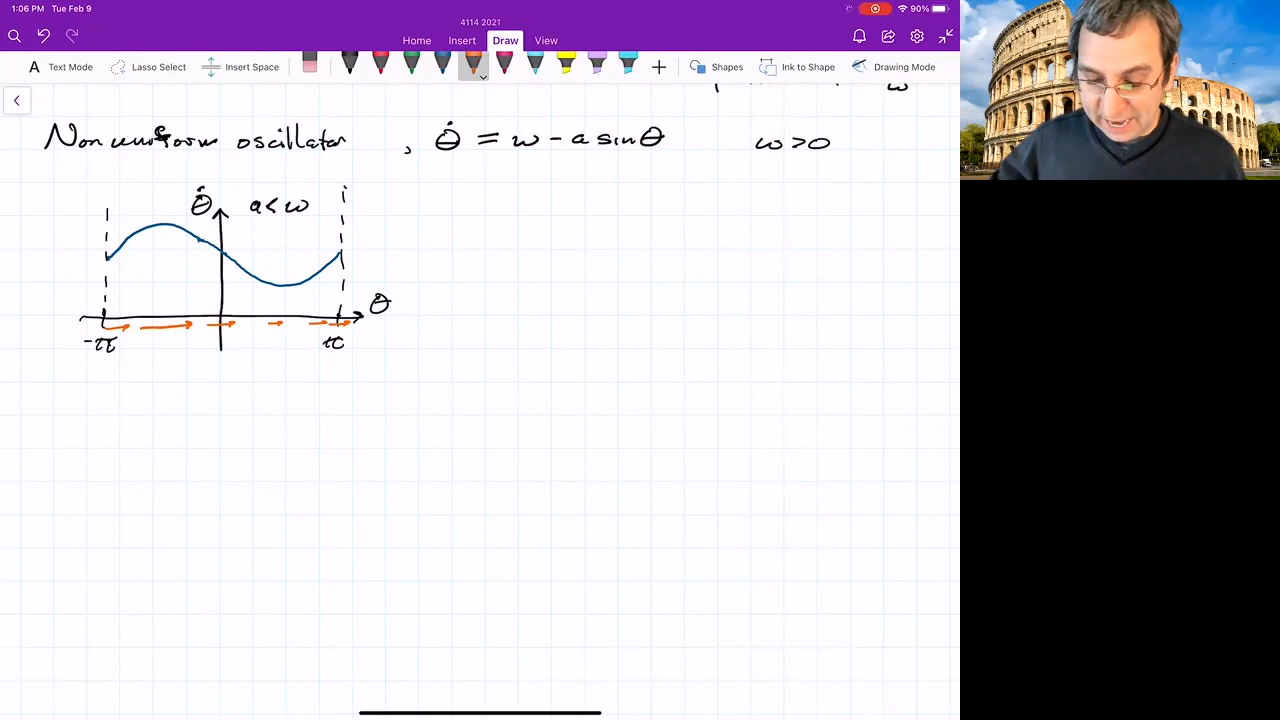 1:06 PM Tue Feb 9
90%
4114 2021
Home Insert Draw View
Text Mode Lasso Select Insert Space Shapes Ink to Shape Drawing Mode
ω
Nonuniform oscillator , θ̇ = ω - a sinθ ω>0
θ̇ a<ω
θ
-π π